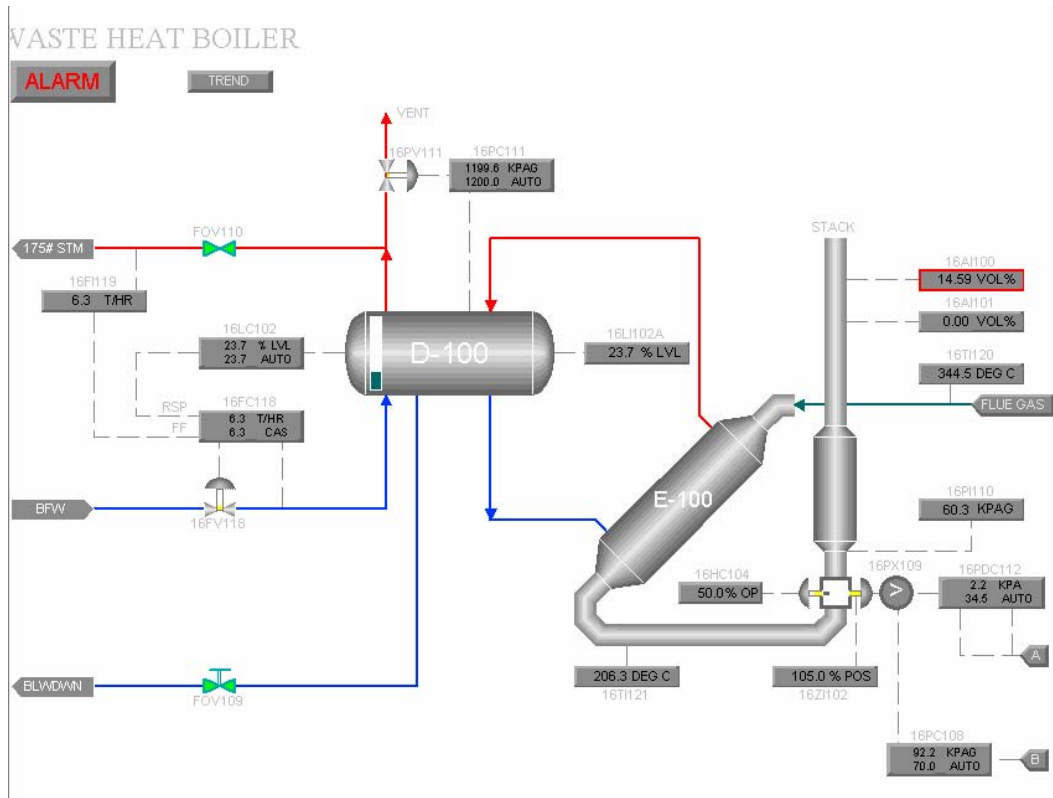 WASTE HEAT BOILER
ALARM
TREND
VENT
16PV111
16PC111
1199.6 KPAG
1200.0 AUTO
175# STM
FOV110
16FI119
6.3 T/HR
16LC102
23.7 % LVL
23.7 AUTO
D-100
16LI102A
23.7 % LVL
STACK
16AI100
14.59 VOL%
16AI101
0.00 VOL%
16TI120
344.5 DEG C
FLUE GAS
RSP
FF
16FC118
6.3 T/HR
6.3 CAS
BFW
16FV118
E-100
16PI110
60.3 KPAG
16HC104
50.0% OP
16PX109
>
16PDC112
2.2 KPA
34.5 AUTO
A
BLWDWN
FOV109
206.3 DEG C
16TI121
105.0 % POS
16ZI102
16PC108
92.2 KPAG
70.0 AUTO
B